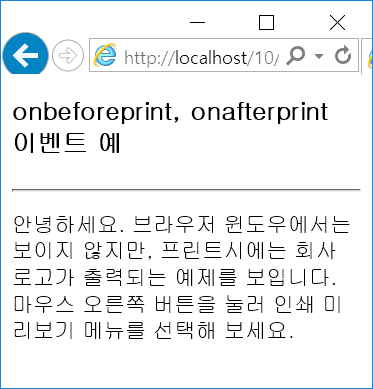 http://localhost/10/
onbeforeprint, onafterprint
이벤트 예
안녕하세요. 브라우저 윈도우에서는
보이지 않지만, 프린트시에는 회사
로고가 출력되는 예제를 보입니다.
마우스 오른쪽 버튼을 눌러 인쇄 미
리보기 메뉴를 선택해 보세요.